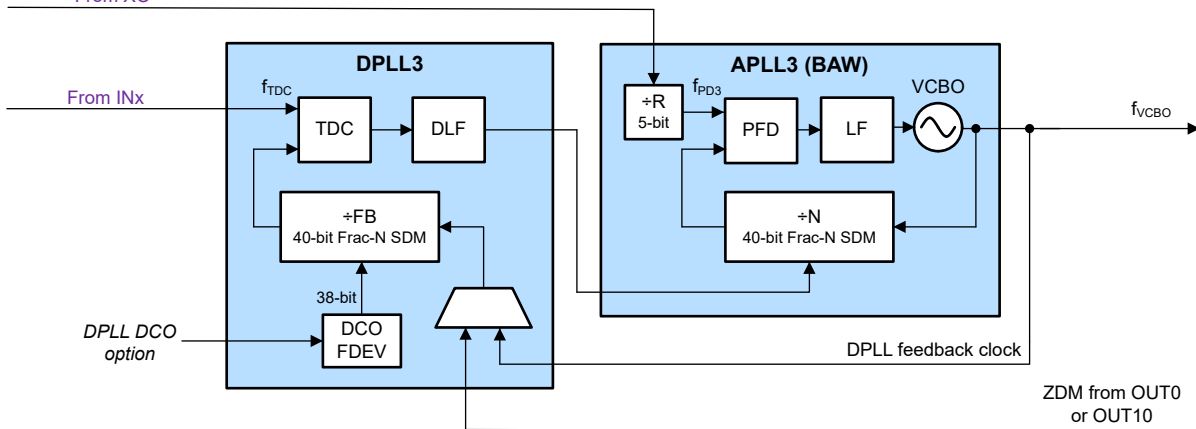 DPLL3
APLL3 (BAW)
From INx
fTDC
TDC
DLF
÷R
5-bit
fPD3
PFD
LF
VCBO
fVCBO
÷FB
40-bit Frac-N SDM
÷N
40-bit Frac-N SDM
38-bit
DPLL DCO
option
DCO
FDEV
DPLL feedback clock
ZDM from OUT0
or OUT10